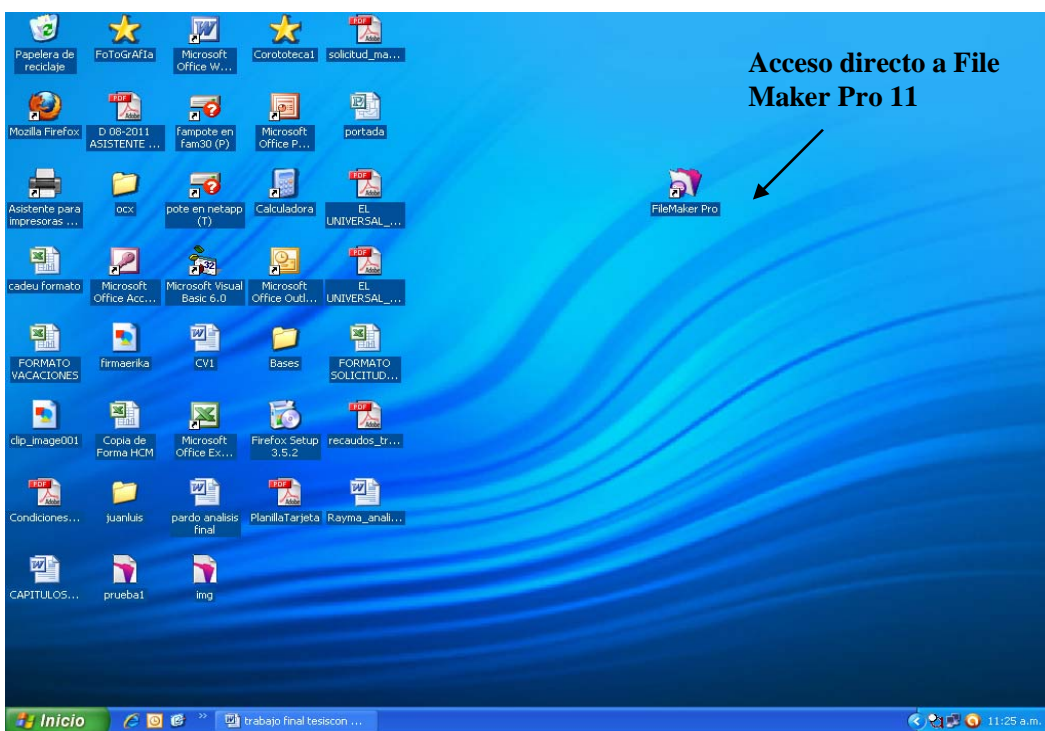 Papelera de
reciclaje
FoToGrAfIa
Microsoft
Office W...
Corototeca1
solicitud_ma...
Acceso directo a File
Maker Pro 11
Mozilla Firefox
D 08-2011
ASISTENTE ...
fampote en
fam30 (P)
Microsoft
Office P...
portada
Asistente para
impresoras ...
ocx
pote en netapp
(T)
Calculadora
EL
UNIVERSAL_...
FileMaker Pro
cadeu formato
Microsoft
Office Acc...
Microsoft Visual
Basic 6.0
Microsoft
Office Outl...
EL
UNIVERSAL_...
FORMATO
VACACIONES
firmaerika
CV1
Bases
FORMATO
SOLICITUD...
clip_image001
Copia de
Forma HCM
Microsoft
Office Ex...
Firefox Setup
3.5.2
recaudos_tr...
Condiciones...
juanluis
pardo analisis
final
PlanillaTarjeta
Rayma_anali...
CAPITULOS...
prueba1
img
Inicio
trabajo final tesiscon ...
11:25 a.m.